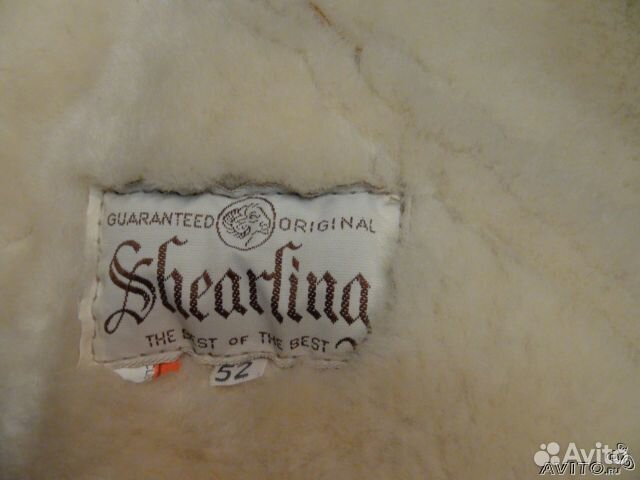 GUARANTEED ORIGINAL
Shearling
THE BEST OF THE BEST
52
Avito
AVITO.RU